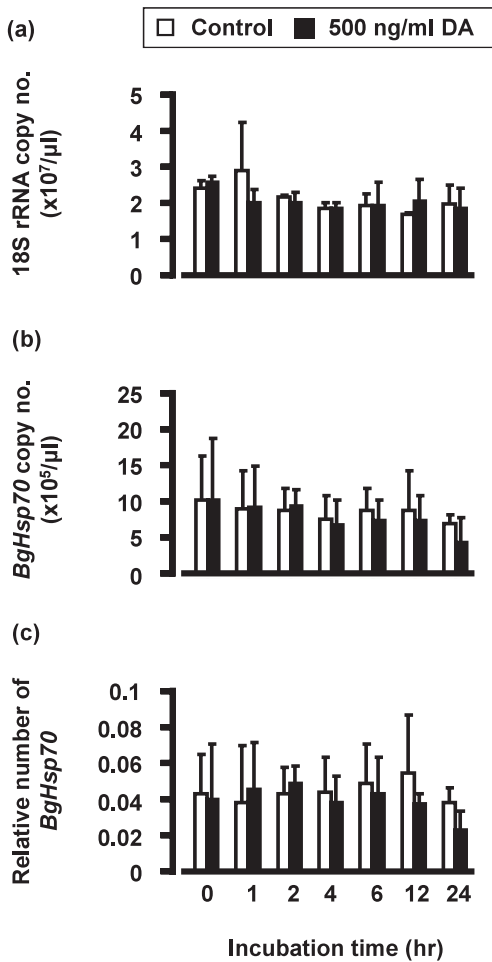 (a)
Control 500 ng/ml DA
18S rRNA copy no.
(x10⁷/µl)
5
4
3
2
1
0
(b)
BgHsp70 copy no.
(x10⁵/µl)
25
20
15
10
5
0
(c)
Relative number of
BgHsp70
0.1
0.08
0.06
0.04
0.02
0
0 1 2 4 6 12 24
Incubation time (hr)